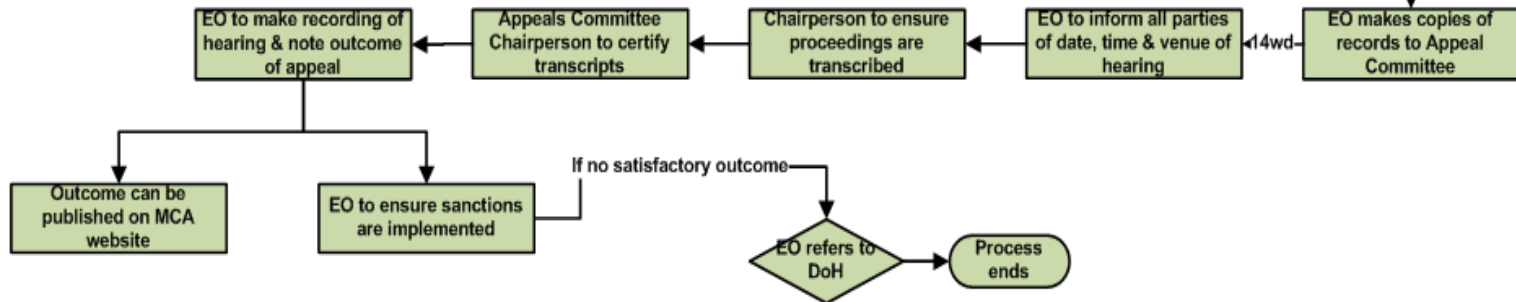 EO to make recording of
hearing & note outcome
of appeal
Appeals Committee
Chairperson to certify
transcripts
Chairperson to ensure
proceedings are
transcribed
EO to inform all parties
of date, time & venue of
hearing
14wd
EO makes copies of
records to Appeal
Committee
If no satisfactory outcome
Outcome can be
published on MCA
website
EO to ensure sanctions
are implemented
EO refers to
DoH
Process
ends